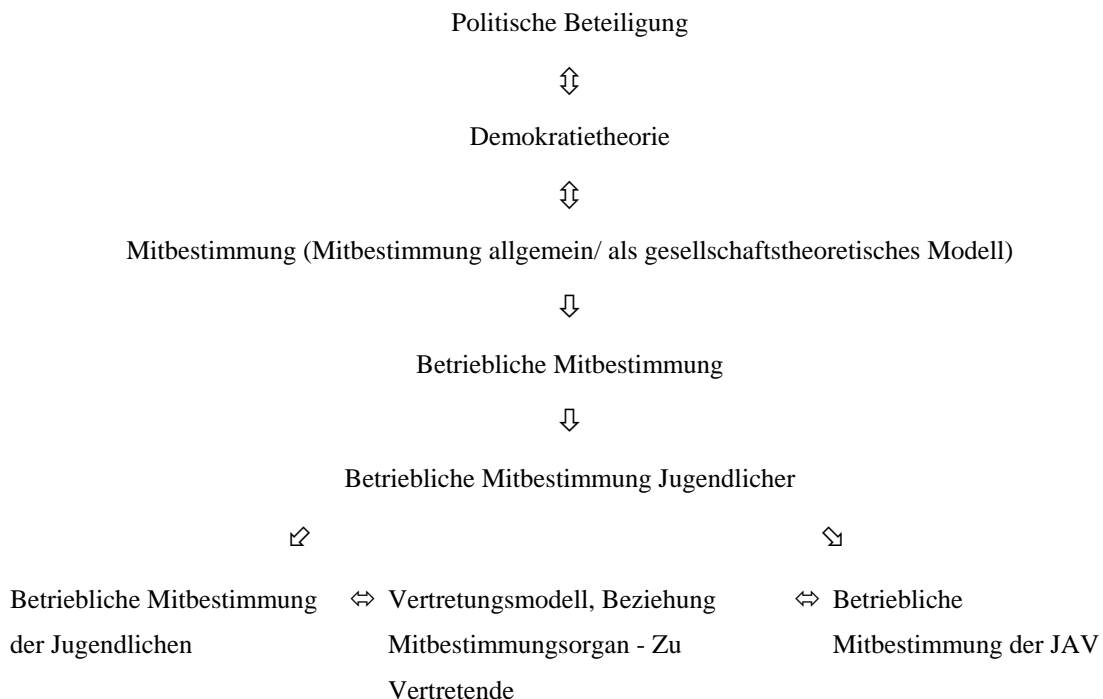 Politische Beteiligung
⇕
Demokratietheorie
⇕
Mitbestimmung (Mitbestimmung allgemein/ als gesellschaftstheoretisches Modell)
⇩
Betriebliche Mitbestimmung
⇩
Betriebliche Mitbestimmung Jugendlicher
⬃ ⬂
Betriebliche Mitbestimmung ⇔ Vertretungsmodell, Beziehung ⇔ Betriebliche
der Jugendlichen Mitbestimmungsorgan - Zu Mitbestimmung der JAV
Vertretende